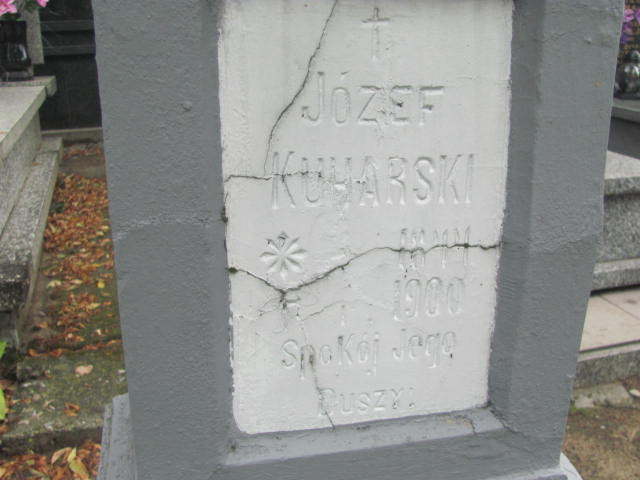 JÓZEF
KUHARSKI
1900
Spokój Jego
Duszy!